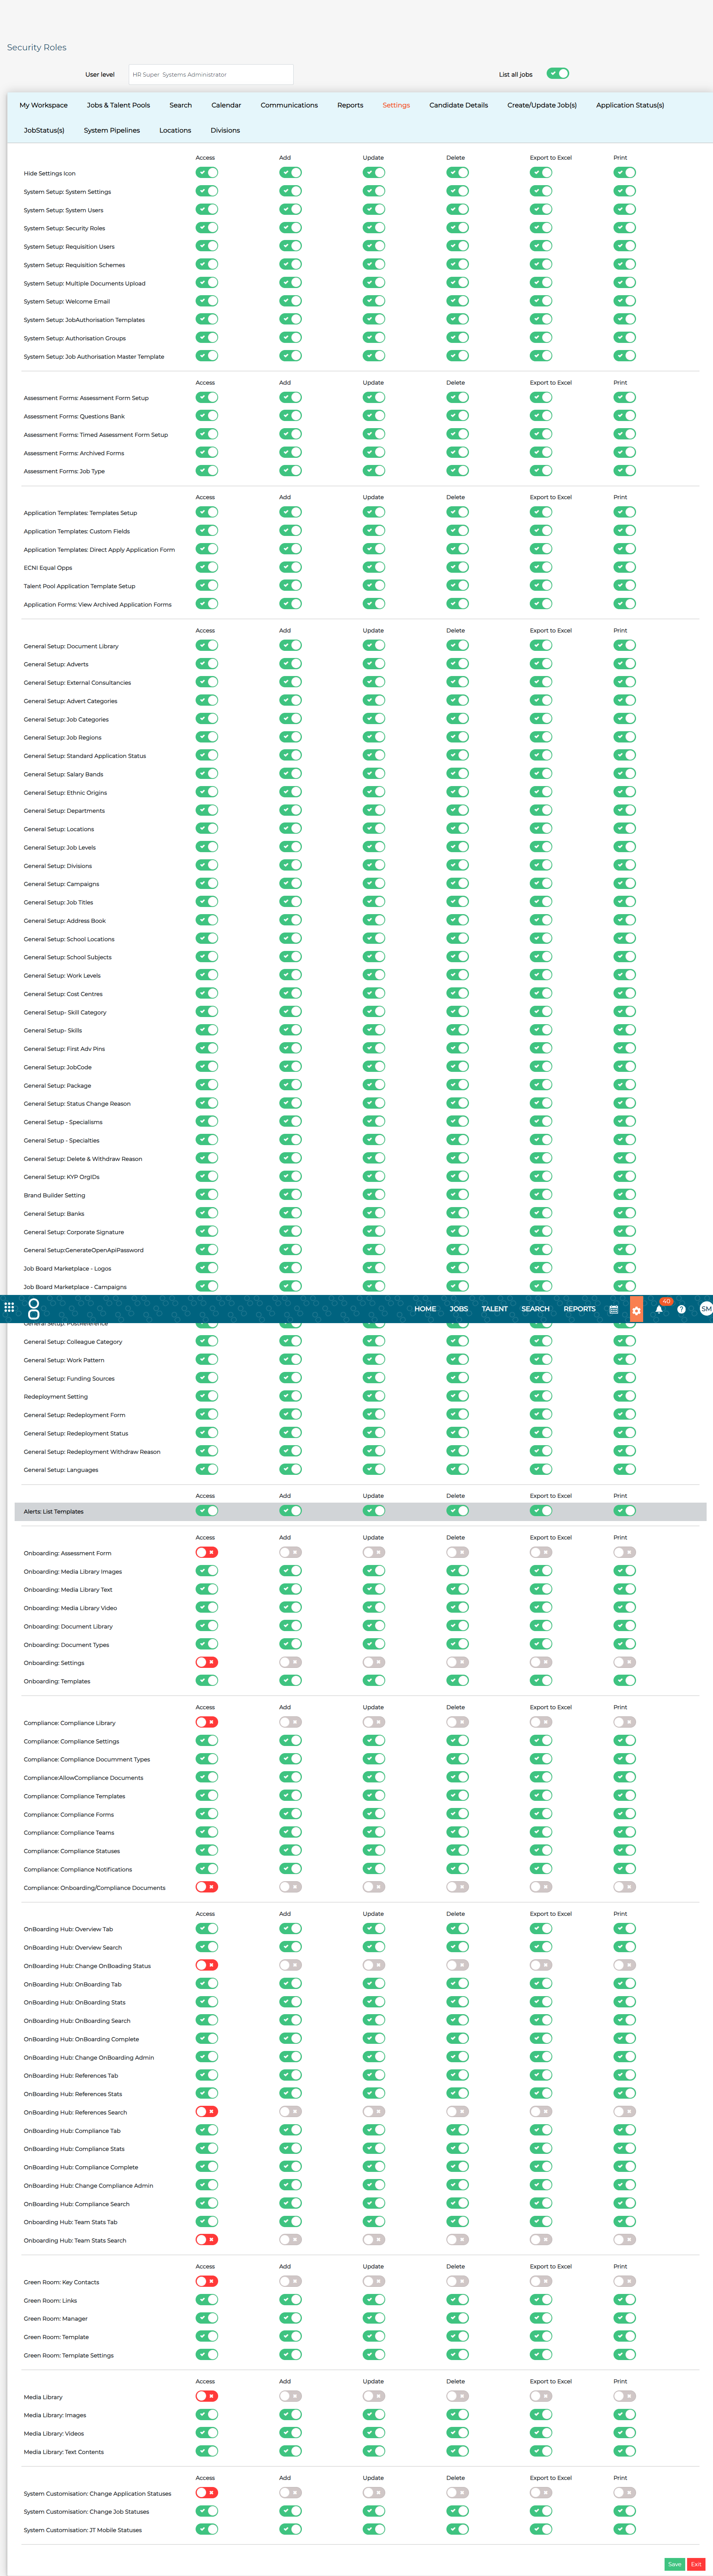 Security Roles
User level HR Super Systems Administrator List all jobs
My Workspace Jobs & Talent Pools Search Calendar Communications Reports Settings Candidate Details Create/Update Job(s) Application Status(s)
JobStatus(s) System Pipelines Locations Divisions
Access Add Update Delete Export to Excel Print
Hide Settings Icon
System Setup: System Settings
System Setup: System Users
System Setup: Security Roles
System Setup: Requisition Users
System Setup: Requisition Schemes
System Setup: Multiple Documents Upload
System Setup: Welcome Email
System Setup: JobAuthorisation Templates
System Setup: Authorisation Groups
System Setup: Job Authorisation Master Template
Access Add Update Delete Export to Excel Print
Assessment Forms: Assessment Form Setup
Assessment Forms: Questions Bank
Assessment Forms: Timed Assessment Form Setup
Assessment Forms: Archived Forms
Assessment Forms: Job Type
Access Add Update Delete Export to Excel Print
Application Templates: Templates Setup
Application Templates: Custom Fields
Application Templates: Direct Apply Application Form
ECNI Equal Opps
Talent Pool Application Template Setup
Application Forms: View Archived Application Forms
Access Add Update Delete Export to Excel Print
General Setup: Document Library
General Setup: Adverts
General Setup: External Consultancies
General Setup: Advert Categories
General Setup: Job Categories
General Setup: Job Regions
General Setup: Standard Application Status
General Setup: Salary Bands
General Setup: Ethnic Origins
General Setup: Departments
General Setup: Locations
General Setup: Job Levels
General Setup: Divisions
General Setup: Campaigns
General Setup: Job Titles
General Setup: Address Book
General Setup: School Locations
General Setup: School Subjects
General Setup: Work Levels
General Setup: Cost Centres
General Setup- Skill Category
General Setup- Skills
General Setup: First Adv Pins
General Setup: JobCode
General Setup: Package
General Setup: Status Change Reason
General Setup - Specialisms
General Setup - Specialties
General Setup: Delete & Withdraw Reason
General Setup: KYP OrgIDs
Brand Builder Setting
General Setup: Banks
General Setup: Corporate Signature
General Setup:GenerateOpenApiPassword
Job Board Marketplace - Logos
Job Board Marketplace - Campaigns
HOME JOBS TALENT SEARCH REPORTS 40 SM
General Setup: PostReference
General Setup: Colleague Category
General Setup: Work Pattern
General Setup: Funding Sources
Redeployment Setting
General Setup: Redeployment Form
General Setup: Redeployment Status
General Setup: Redeployment Withdraw Reason
General Setup: Languages
Access Add Update Delete Export to Excel Print
Alerts: List Templates
Access Add Update Delete Export to Excel Print
Onboarding: Assessment Form
Onboarding: Media Library Images
Onboarding: Media Library Text
Onboarding: Media Library Video
Onboarding: Document Library
Onboarding: Document Types
Onboarding: Settings
Onboarding: Templates
Access Add Update Delete Export to Excel Print
Compliance: Compliance Library
Compliance: Compliance Settings
Compliance: Compliance Documment Types
Compliance:AllowCompliance Documents
Compliance: Compliance Templates
Compliance: Compliance Forms
Compliance: Compliance Teams
Compliance: Compliance Statuses
Compliance: Compliance Notifications
Compliance: Onboarding/Compliance Documents
Access Add Update Delete Export to Excel Print
OnBoarding Hub: Overview Tab
OnBoarding Hub: Overview Search
OnBoarding Hub: Change OnBoading Status
OnBoarding Hub: OnBoarding Tab
OnBoarding Hub: OnBoarding Stats
OnBoarding Hub: OnBoarding Search
OnBoarding Hub: OnBoarding Complete
OnBoarding Hub: Change OnBoarding Admin
OnBoarding Hub: References Tab
OnBoarding Hub: References Stats
OnBoarding Hub: References Search
OnBoarding Hub: Compliance Tab
OnBoarding Hub: Compliance Stats
OnBoarding Hub: Compliance Complete
OnBoarding Hub: Change Compliance Admin
OnBoarding Hub: Compliance Search
Onboarding Hub: Team Stats Tab
Onboarding Hub: Team Stats Search
Access Add Update Delete Export to Excel Print
Green Room: Key Contacts
Green Room: Links
Green Room: Manager
Green Room: Template
Green Room: Template Settings
Access Add Update Delete Export to Excel Print
Media Library
Media Library: Images
Media Library: Videos
Media Library: Text Contents
Access Add Update Delete Export to Excel Print
System Customisation: Change Application Statuses
System Customisation: Change Job Statuses
System Customisation: JT Mobile Statuses
Save Exit